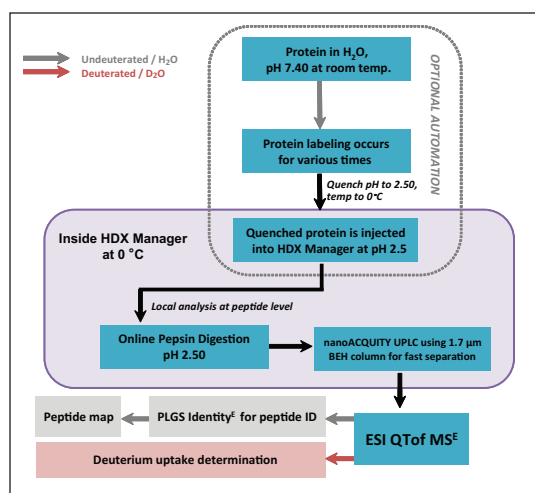 Undeuterated / H₂O
Deuterated / D₂O
Protein in H₂O,
pH 7.40 at room temp.
OPTIONAL AUTOMATION
Protein labeling occurs
for various times
Quench pH to 2.50,
temp to 0°C
Inside HDX Manager
at 0 °C
Quenched protein is injected
into HDX Manager at pH 2.5
Local analysis at peptide level
Online Pepsin Digestion
pH 2.50
nanoACQUITY UPLC using 1.7 µm
BEH column for fast separation
Peptide map
PLGS Identityᴱ for peptide ID
ESI QTof MSᴱ
Deuterium uptake determination